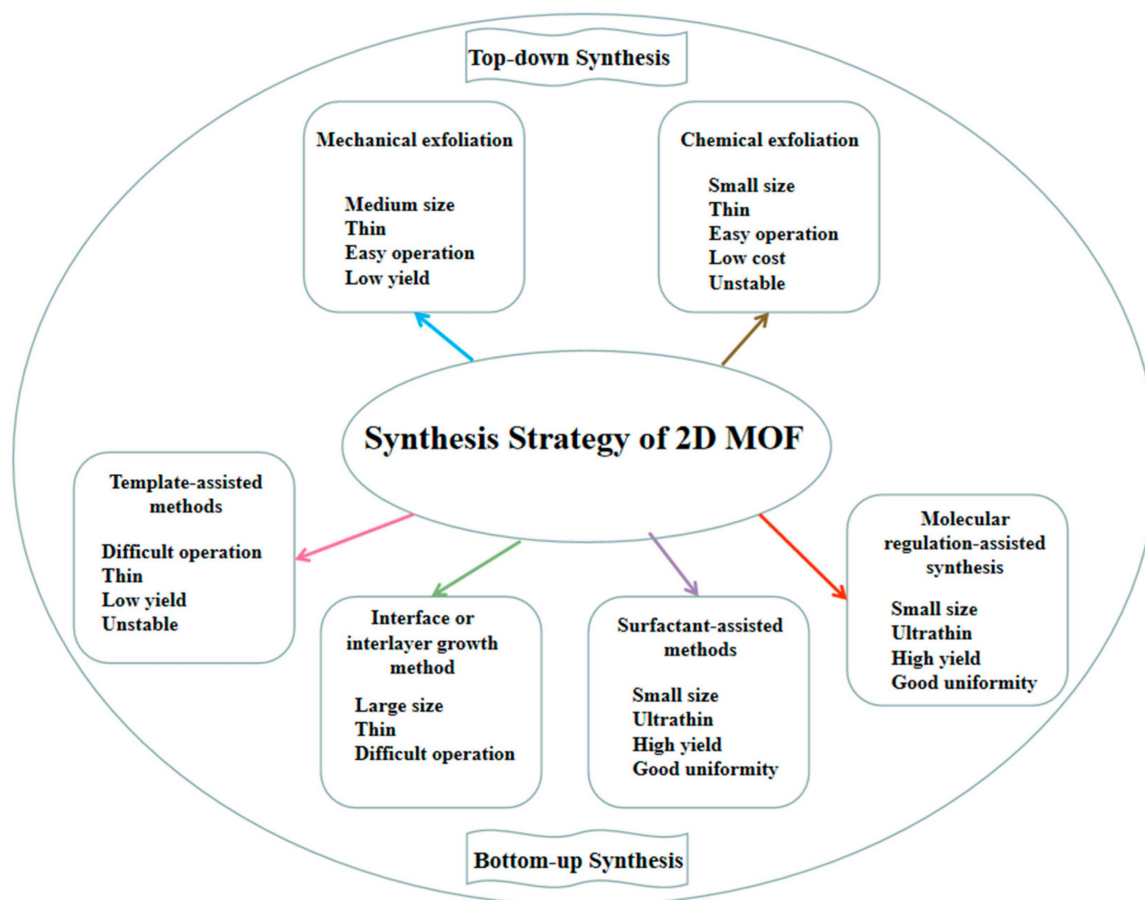 Top-down Synthesis
Mechanical exfoliation
Medium size
Thin
Easy operation
Low yield
Chemical exfoliation
Small size
Thin
Easy operation
Low cost
Unstable
Synthesis Strategy of 2D MOF
Template-assisted
methods
Difficult operation
Thin
Low yield
Unstable
Interface or
interlayer growth
method
Large size
Thin
Difficult operation
Surfactant-assisted
methods
Small size
Ultrathin
High yield
Good uniformity
Molecular
regulation-assisted
synthesis
Small size
Ultrathin
High yield
Good uniformity
Bottom-up Synthesis